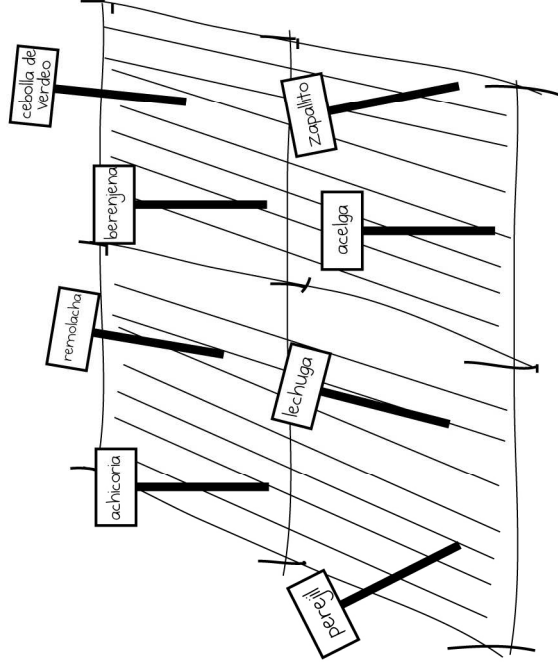 achicoria
remolacha
berenjena
cebolla de
verdeo
perejil
lechuga
acelga
zapallito